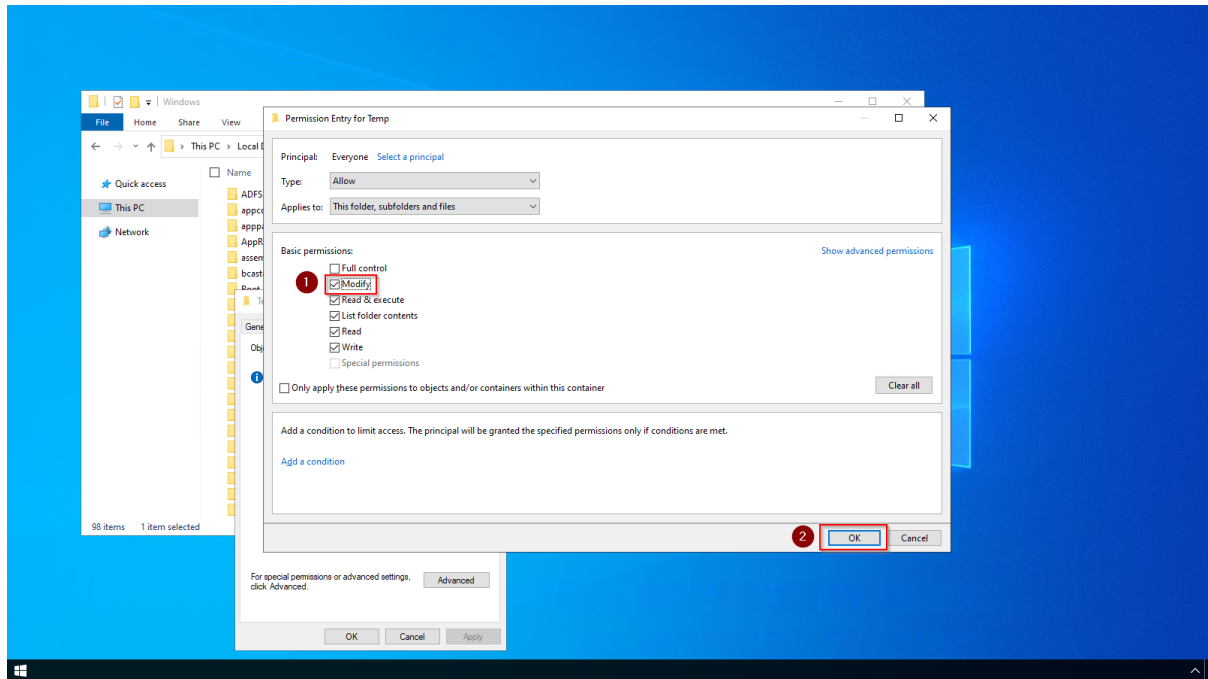 Windows
File Home Share View
This PC > Local
Name
Quick access
This PC
Network
ADFS
appco
apppa
AppR
assem
bcast
98 items 1 item selected
Permission Entry for Temp
Principal: Everyone Select a principal
Type: Allow
Applies to: This folder, subfolders and files
Basic permissions:
Show advanced permissions
Full control
1 Modify
Read & execute
List folder contents
Read
Write
Special permissions
Only apply these permissions to objects and/or containers within this container
Clear all
Add a condition to limit access. The principal will be granted the specified permissions only if conditions are met.
Add a condition
2 OK Cancel
Gene
Obj
For special permissions or advanced settings,
click Advanced.
Advanced
OK Cancel Apply